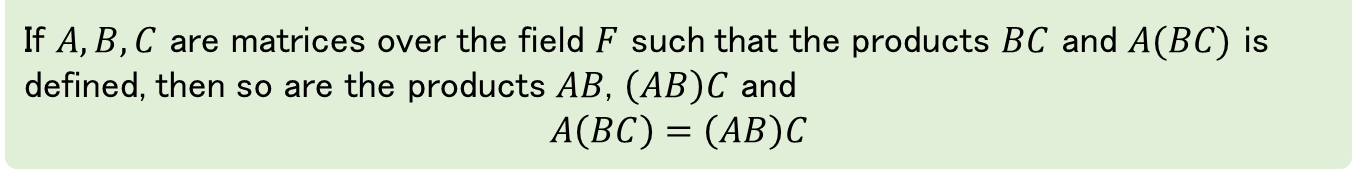 If A, B, C are matrices over the field F such that the products BC and A(BC) is
defined, then so are the products AB, (AB)C and
A(BC) = (AB)C